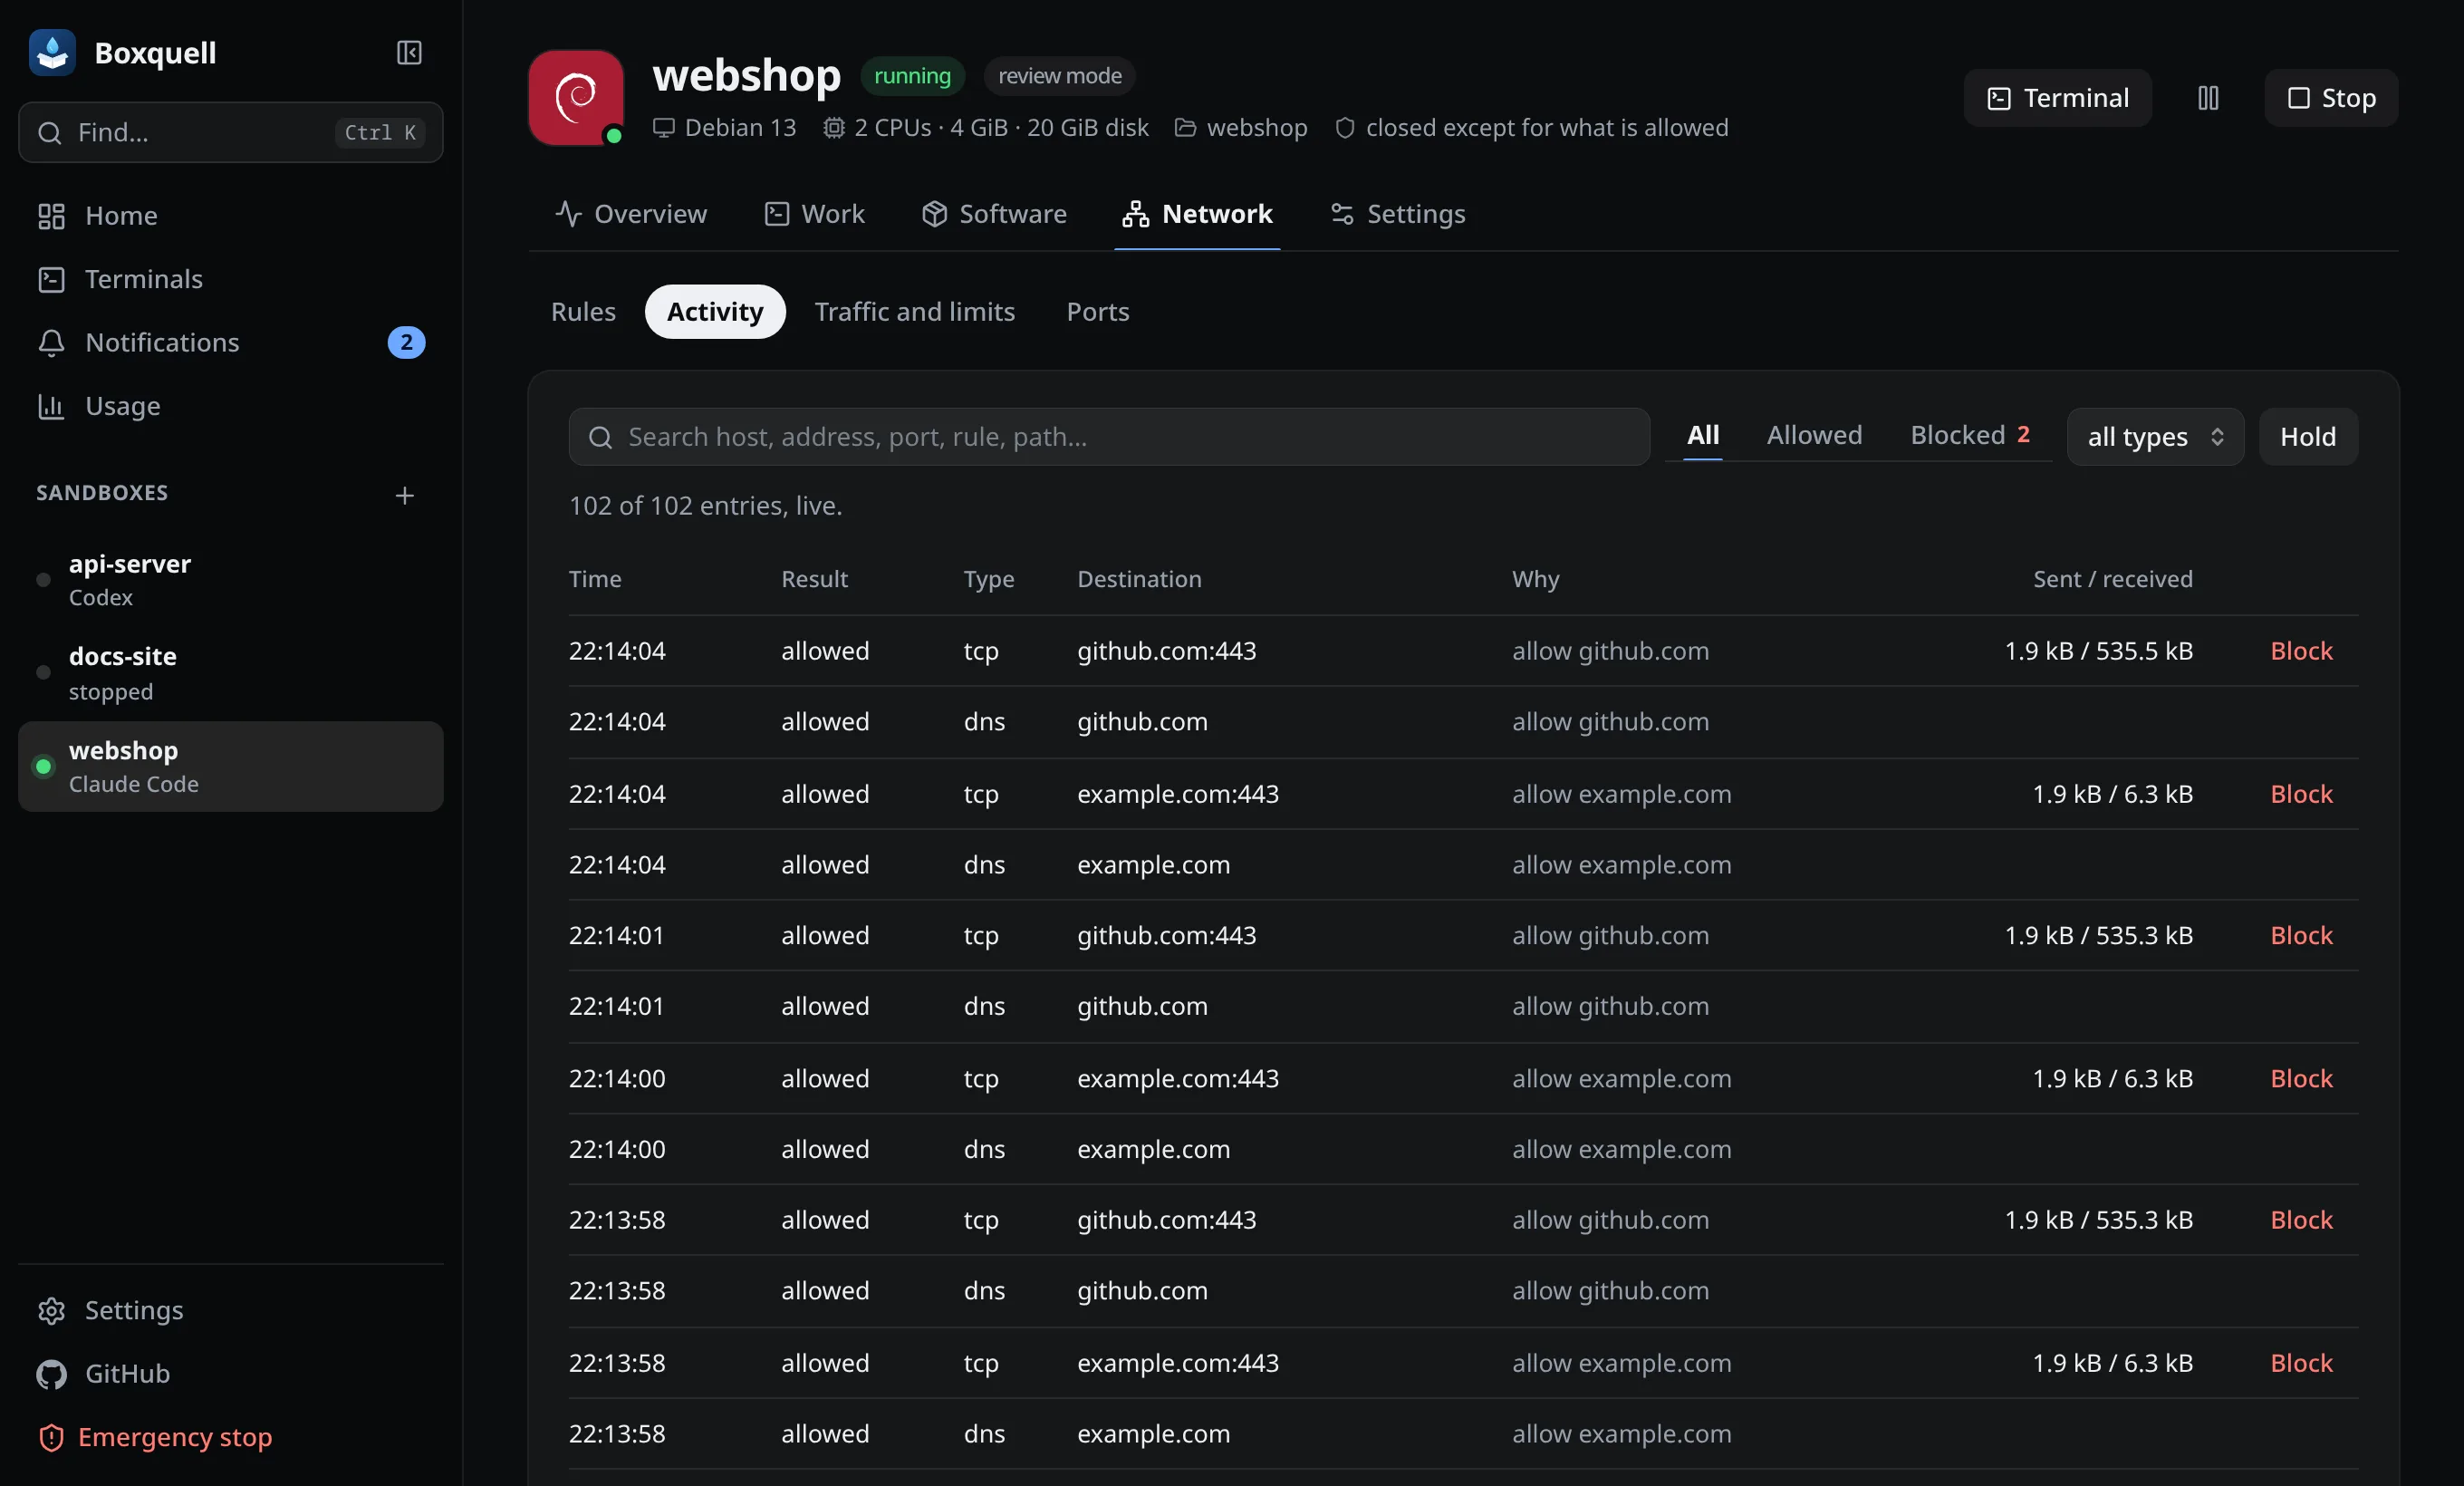 Boxquell
Find... Ctrl K
Home
Terminals
Notifications 2
Usage
SANDBOXES
api-server
Codex
docs-site
stopped
webshop
Claude Code
Settings
GitHub
Emergency stop
webshop running review mode
Debian 13 2 CPUs · 4 GiB · 20 GiB disk webshop closed except for what is allowed
Terminal Stop
Overview Work Software Network Settings
Rules Activity Traffic and limits Ports
Search host, address, port, rule, path... All Allowed Blocked 2 all types Hold
102 of 102 entries, live.
Time Result Type Destination Why Sent / received
22:14:04 allowed tcp github.com:443 allow github.com 1.9 kB / 535.5 kB Block
22:14:04 allowed dns github.com allow github.com
22:14:04 allowed tcp example.com:443 allow example.com 1.9 kB / 6.3 kB Block
22:14:04 allowed dns example.com allow example.com
22:14:01 allowed tcp github.com:443 allow github.com 1.9 kB / 535.3 kB Block
22:14:01 allowed dns github.com allow github.com
22:14:00 allowed tcp example.com:443 allow example.com 1.9 kB / 6.3 kB Block
22:14:00 allowed dns example.com allow example.com
22:13:58 allowed tcp github.com:443 allow github.com 1.9 kB / 535.3 kB Block
22:13:58 allowed dns github.com allow github.com
22:13:58 allowed tcp example.com:443 allow example.com 1.9 kB / 6.3 kB Block
22:13:58 allowed dns example.com allow example.com